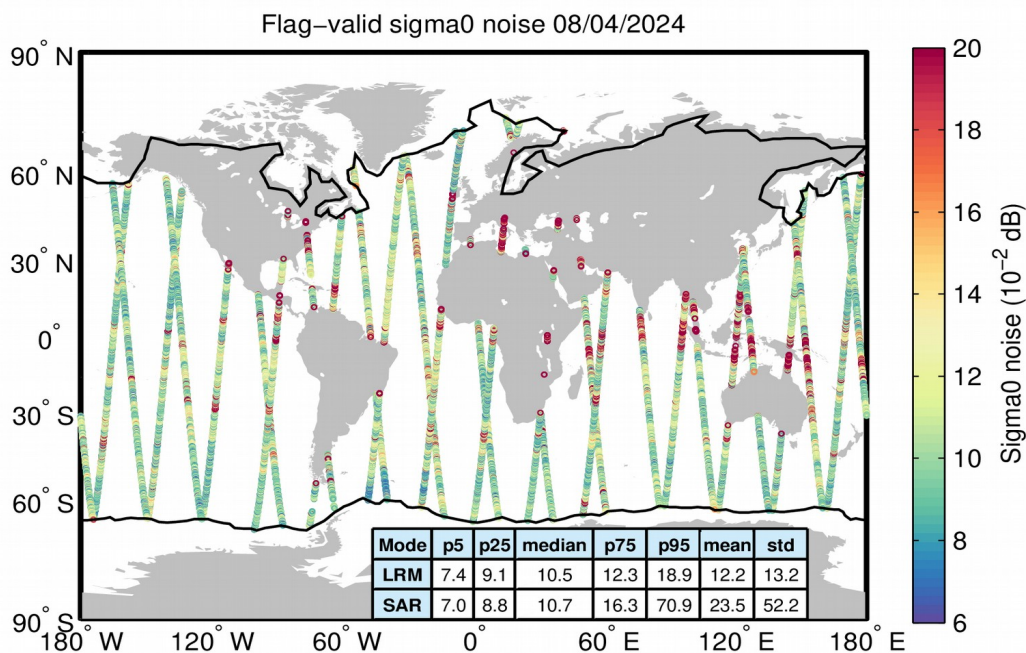 Flag−valid sigma0 noise 08/04/2024
90° N
60° N
30° N
0°
30° S
60° S
90° S
180° W
120° W
60° W
0°
60° E
120° E
180° E
Mode p5 p25 median p75 p95 mean std
LRM 7.4 9.1 10.5 12.3 18.9 12.2 13.2
SAR 7.0 8.8 10.7 16.3 70.9 23.5 52.2
20
18
16
14
12
10
8
6
Sigma0 noise (10⁻² dB)